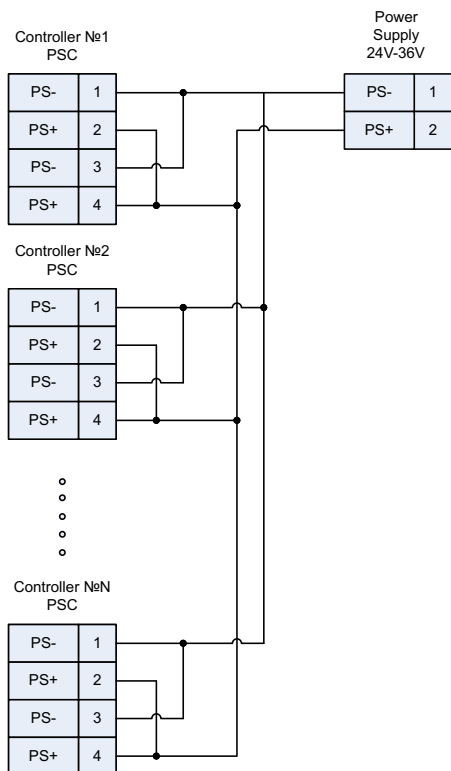 Controller №1
PSC
PS- 1
PS+ 2
PS- 3
PS+ 4
Power
Supply
24V-36V
PS- 1
PS+ 2
Controller №2
PSC
PS- 1
PS+ 2
PS- 3
PS+ 4
Controller №N
PSC
PS- 1
PS+ 2
PS- 3
PS+ 4